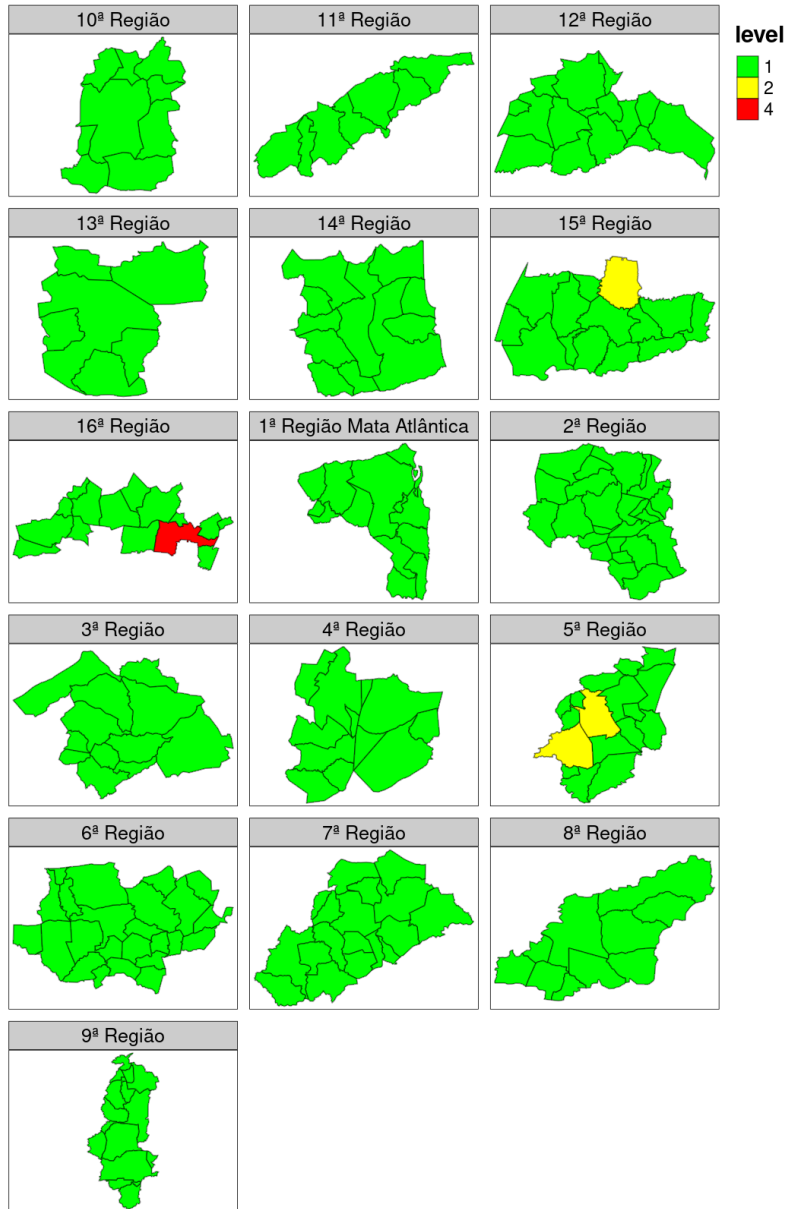 10ª Região
11ª Região
12ª Região
level
1
2
4
13ª Região
14ª Região
15ª Região
16ª Região
1ª Região Mata Atlântica
2ª Região
3ª Região
4ª Região
5ª Região
6ª Região
7ª Região
8ª Região
9ª Região